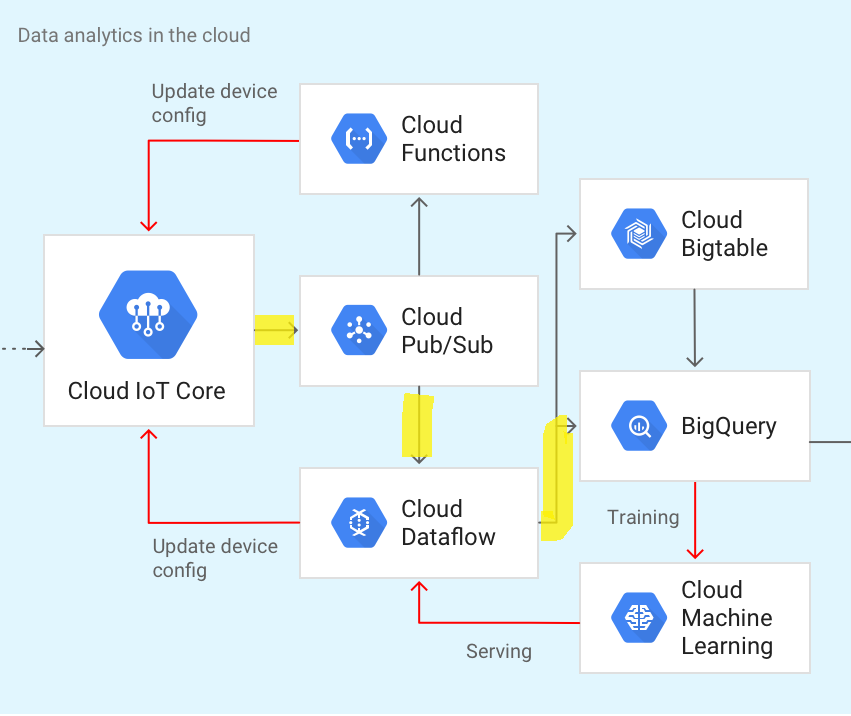 Data analytics in the cloud
Update device
config
Cloud
Functions
Cloud
Bigtable
Cloud IoT Core
Cloud
Pub/Sub
BigQuery
Cloud
Dataflow
Update device
config
Training
Cloud
Machine
Learning
Serving